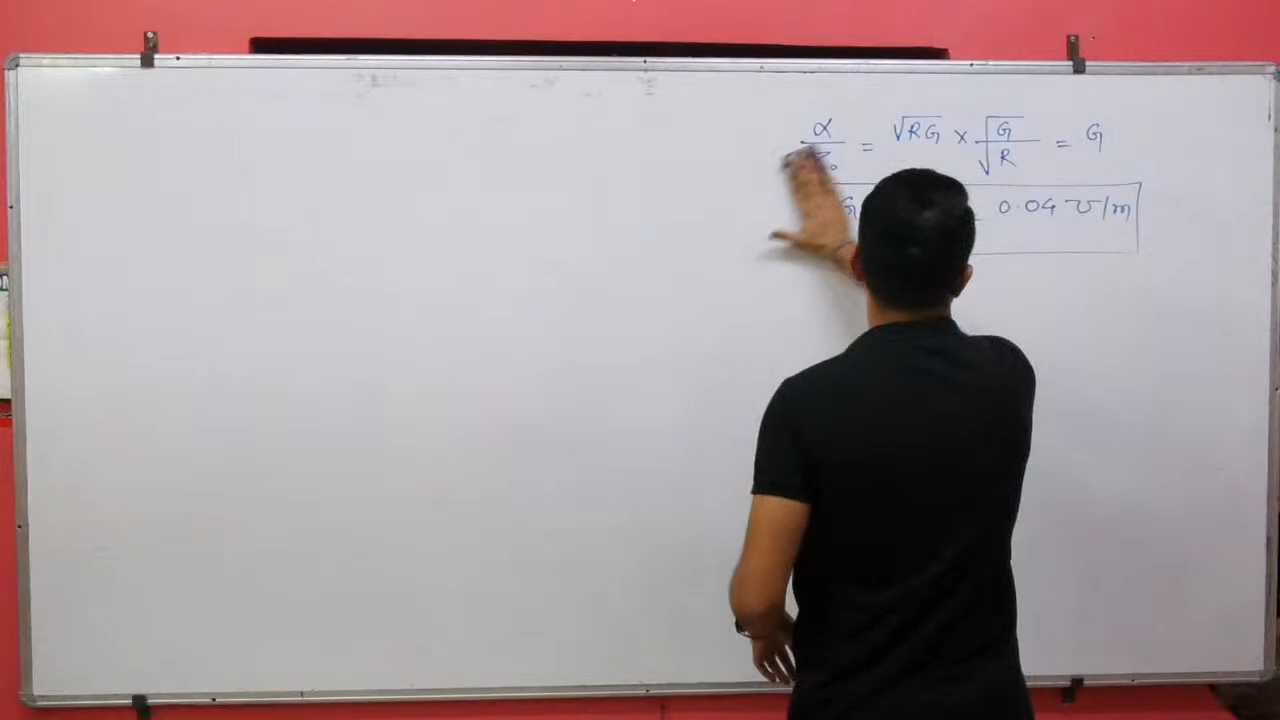 α/Z₀ = √RG × √G/√R = G
G = 0.04 ℧/m